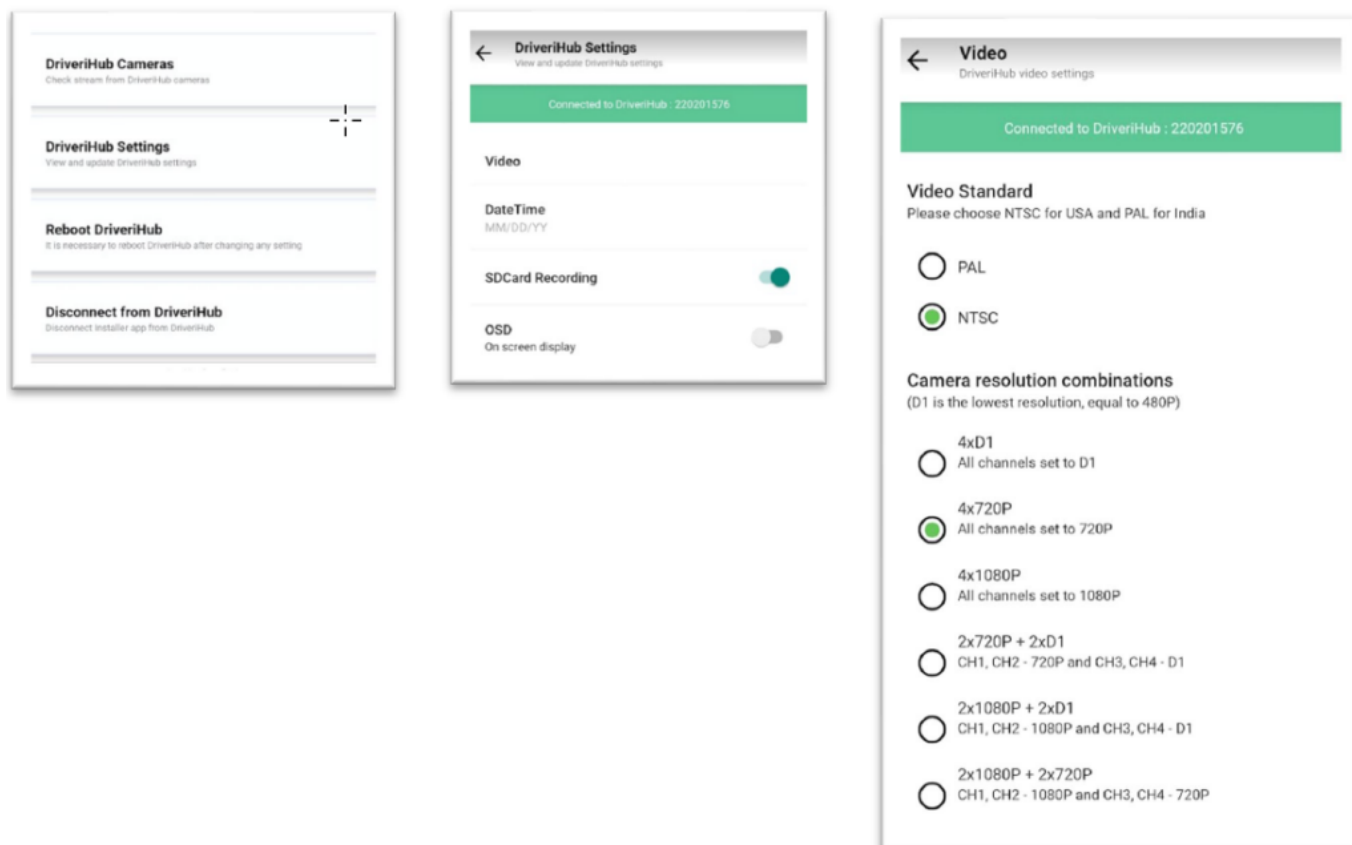 DriveriHub Cameras
Check stream from DriveriHub cameras
DriveriHub Settings
View and update DriveriHub settings
Reboot DriveriHub
It is necessary to reboot DriveriHub after changing any setting
Disconnect from DriveriHub
Disconnect installer app from DriveriHub
DriveriHub Settings
View and update DriveriHub settings
Connected to DriveriHub : 220201576
Video
DateTime
MM/DD/YY
SDCard Recording
OSD
On screen display
Video
DriveriHub video settings
Connected to DriveriHub : 220201576
Video Standard
Please choose NTSC for USA and PAL for India
PAL
NTSC
Camera resolution combinations
(D1 is the lowest resolution, equal to 480P)
4xD1
All channels set to D1
4x720P
All channels set to 720P
4x1080P
All channels set to 1080P
2x720P + 2xD1
CH1, CH2 - 720P and CH3, CH4 - D1
2x1080P + 2xD1
CH1, CH2 - 1080P and CH3, CH4 - D1
2x1080P + 2x720P
CH1, CH2 - 1080P and CH3, CH4 - 720P